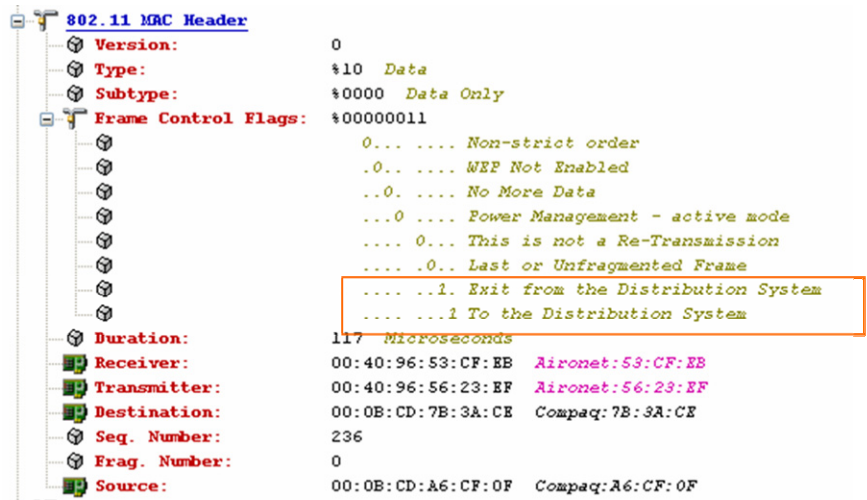 802.11 MAC Header
Version: 0
Type: %10 Data
Subtype: %0000 Data Only
Frame Control Flags: %00000011
0... .... Non-strict order
.0.. .... WEP Not Enabled
..0. .... No More Data
...0 .... Power Management - active mode
.... 0... This is not a Re-Transmission
.... .0.. Last or Unfragmented Frame
.... ..1. Exit from the Distribution System
.... ...1 To the Distribution System
Duration: 117 Microseconds
Receiver: 00:40:96:53:CF:EB Aironet:53:CF:EB
Transmitter: 00:40:96:56:23:EF Aironet:56:23:EF
Destination: 00:0B:CD:7B:3A:CE Compaq:7B:3A:CE
Seq. Number: 236
Frag. Number: 0
Source: 00:0B:CD:A6:CF:0F Compaq:A6:CF:0F